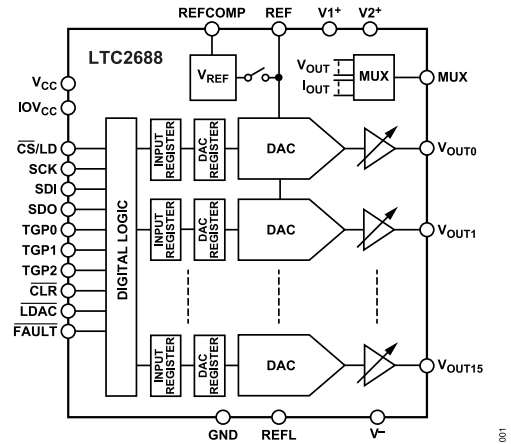 REFCOMP REF V1+ V2+
LTC2688
VREF
VOUT
IOUT
MUX
MUX
VCC
IOVCC
CS/LD
SCK
SDI
SDO
TGP0
TGP1
TGP2
CLR
LDAC
FAULT
DIGITAL LOGIC
INPUT REGISTER
DAC REGISTER
DAC
VOUT0
INPUT REGISTER
DAC REGISTER
DAC
VOUT1
INPUT REGISTER
DAC REGISTER
DAC
VOUT15
GND REFL V–
001